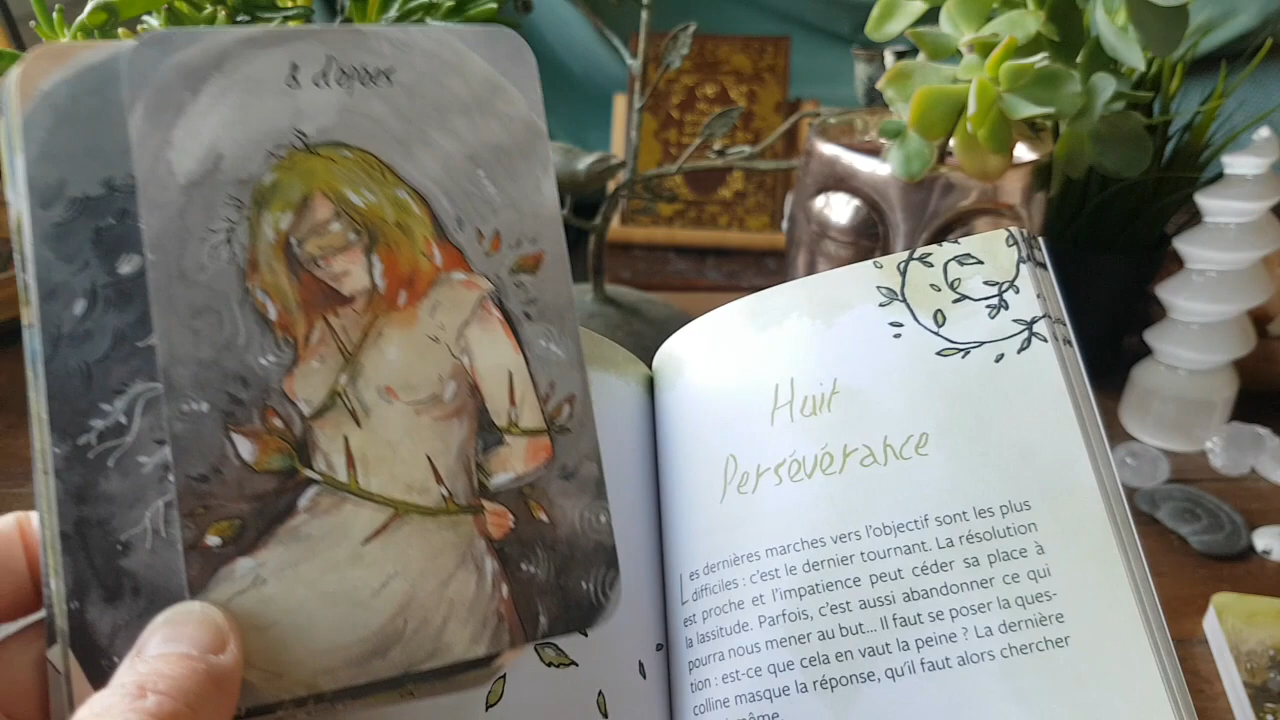 8 d'épées
Huit
Persévérance
Les dernières marches vers l'objectif sont les plus
difficiles : c'est le dernier tournant. La résolution
est proche et l'impatience peut céder sa place à
la lassitude. Parfois, c'est aussi abandonner ce qui
pourra nous mener au but... Il faut se poser la ques-
tion : est-ce que cela en vaut la peine ? La dernière
colline masque la réponse, qu'il faut alors chercher
même.